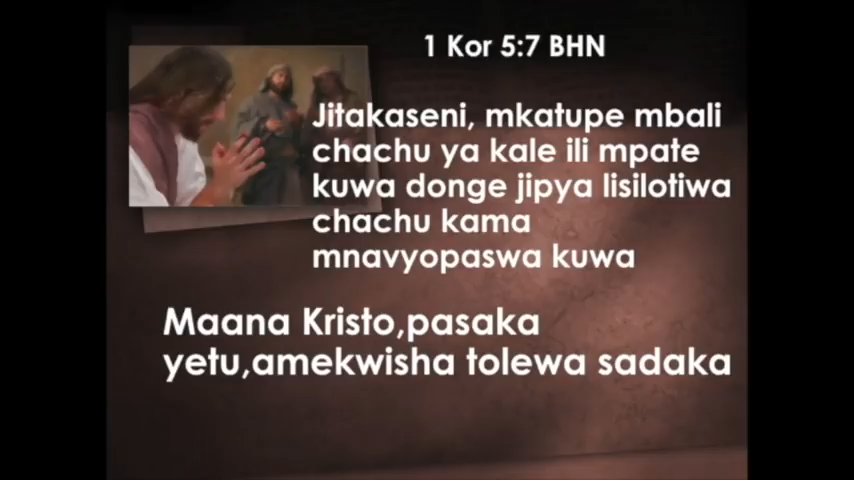 1 Kor 5:7 BHN
Jitakaseni, mkatupe mbali
chachu ya kale ili mpate
kuwa donge jipya lisilotiwa
chachu kama
mnavyopaswa kuwa
Maana Kristo,pasaka
yetu,amekwisha tolewa sadaka